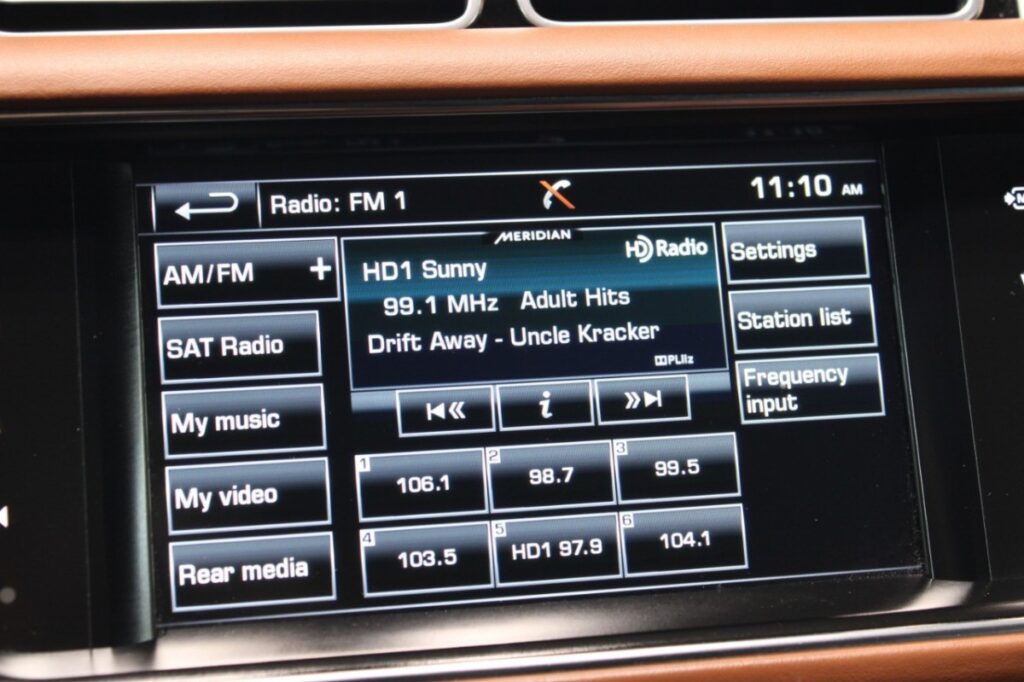 Radio: FM 1
11:10 AM
MERIDIAN
AM/FM +
HD Radio
Settings
HD1 Sunny
99.1 MHz Adult Hits
Station list
SAT Radio
Drift Away - Uncle Kracker
PLIIz
Frequency
input
My music
i
1 106.1
2 98.7
3 99.5
My video
4 103.5
5 HD1 97.9
6 104.1
Rear media